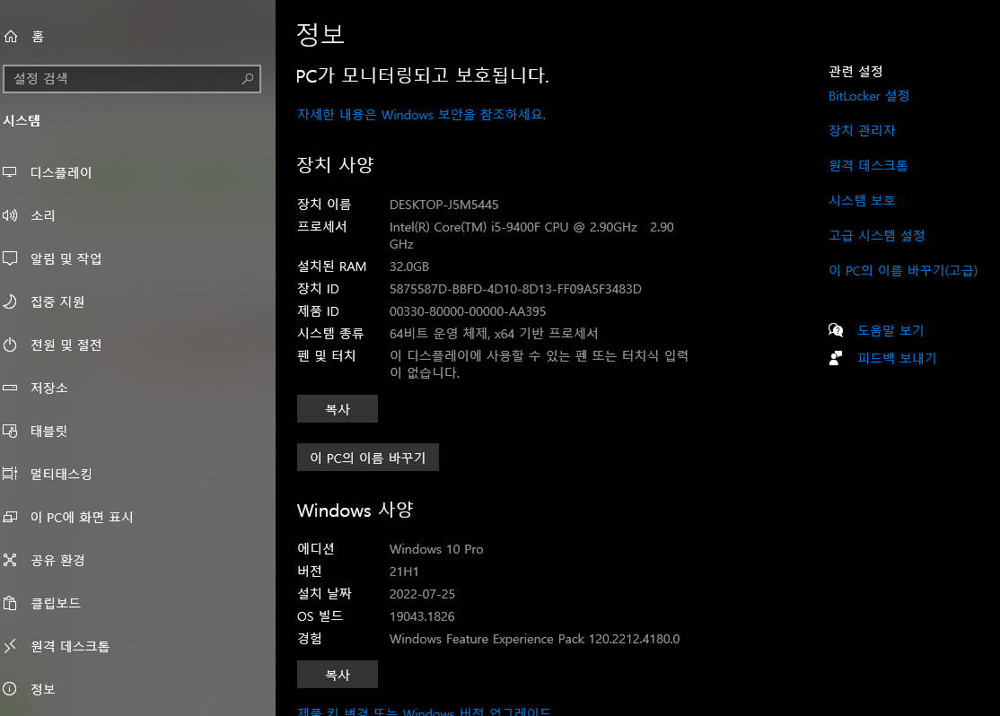 홈
설정 검색
시스템
디스플레이
소리
알림 및 작업
집중 지원
전원 및 절전
저장소
태블릿
멀티태스킹
이 PC에 화면 표시
공유 환경
클립보드
원격 데스크톱
정보
정보
PC가 모니터링되고 보호됩니다.
자세한 내용은 Windows 보안을 참조하세요.
장치 사양
장치 이름 DESKTOP-J5M5445
프로세서 Intel(R) Core(TM) i5-9400F CPU @ 2.90GHz 2.90
GHz
설치된 RAM 32.0GB
장치 ID 5875587D-BBFD-4D10-8D13-FF09A5F3483D
제품 ID 00330-80000-00000-AA395
시스템 종류 64비트 운영 체제, x64 기반 프로세서
펜 및 터치 이 디스플레이에 사용할 수 있는 펜 또는 터치식 입력
이 없습니다.
복사
이 PC의 이름 바꾸기
Windows 사양
에디션 Windows 10 Pro
버전 21H1
설치 날짜 2022-07-25
OS 빌드 19043.1826
경험 Windows Feature Experience Pack 120.2212.4180.0
복사
제품 키 변경 또는 Windows 버전 업그레이드
관련 설정
BitLocker 설정
장치 관리자
원격 데스크톱
시스템 보호
고급 시스템 설정
이 PC의 이름 바꾸기(고급)
도움말 보기
피드백 보내기